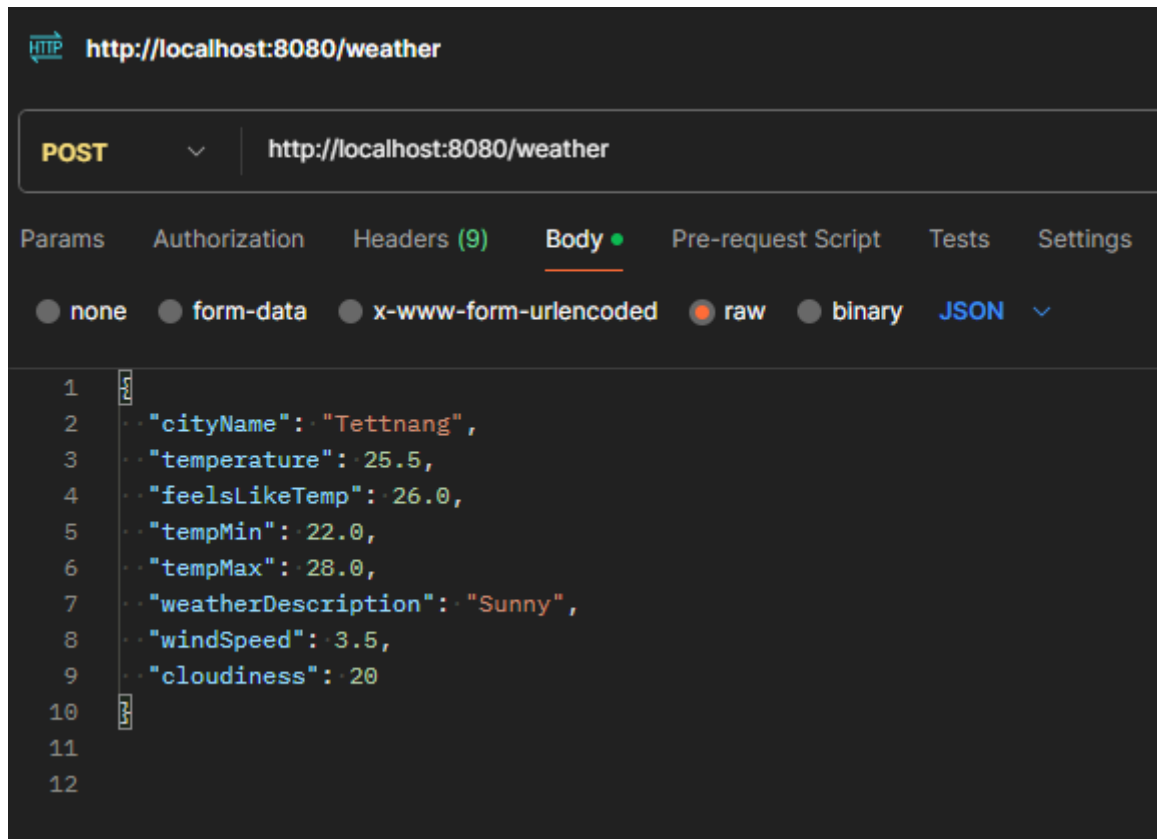 HTTP http://localhost:8080/weather
POST http://localhost:8080/weather
Params Authorization Headers (9) Body Pre-request Script Tests Settings
none form-data x-www-form-urlencoded raw binary JSON
1 {
2 "cityName": "Tettnang",
3 "temperature": 25.5,
4 "feelsLikeTemp": 26.0,
5 "tempMin": 22.0,
6 "tempMax": 28.0,
7 "weatherDescription": "Sunny",
8 "windSpeed": 3.5,
9 "cloudiness": 20
10 }
11
12